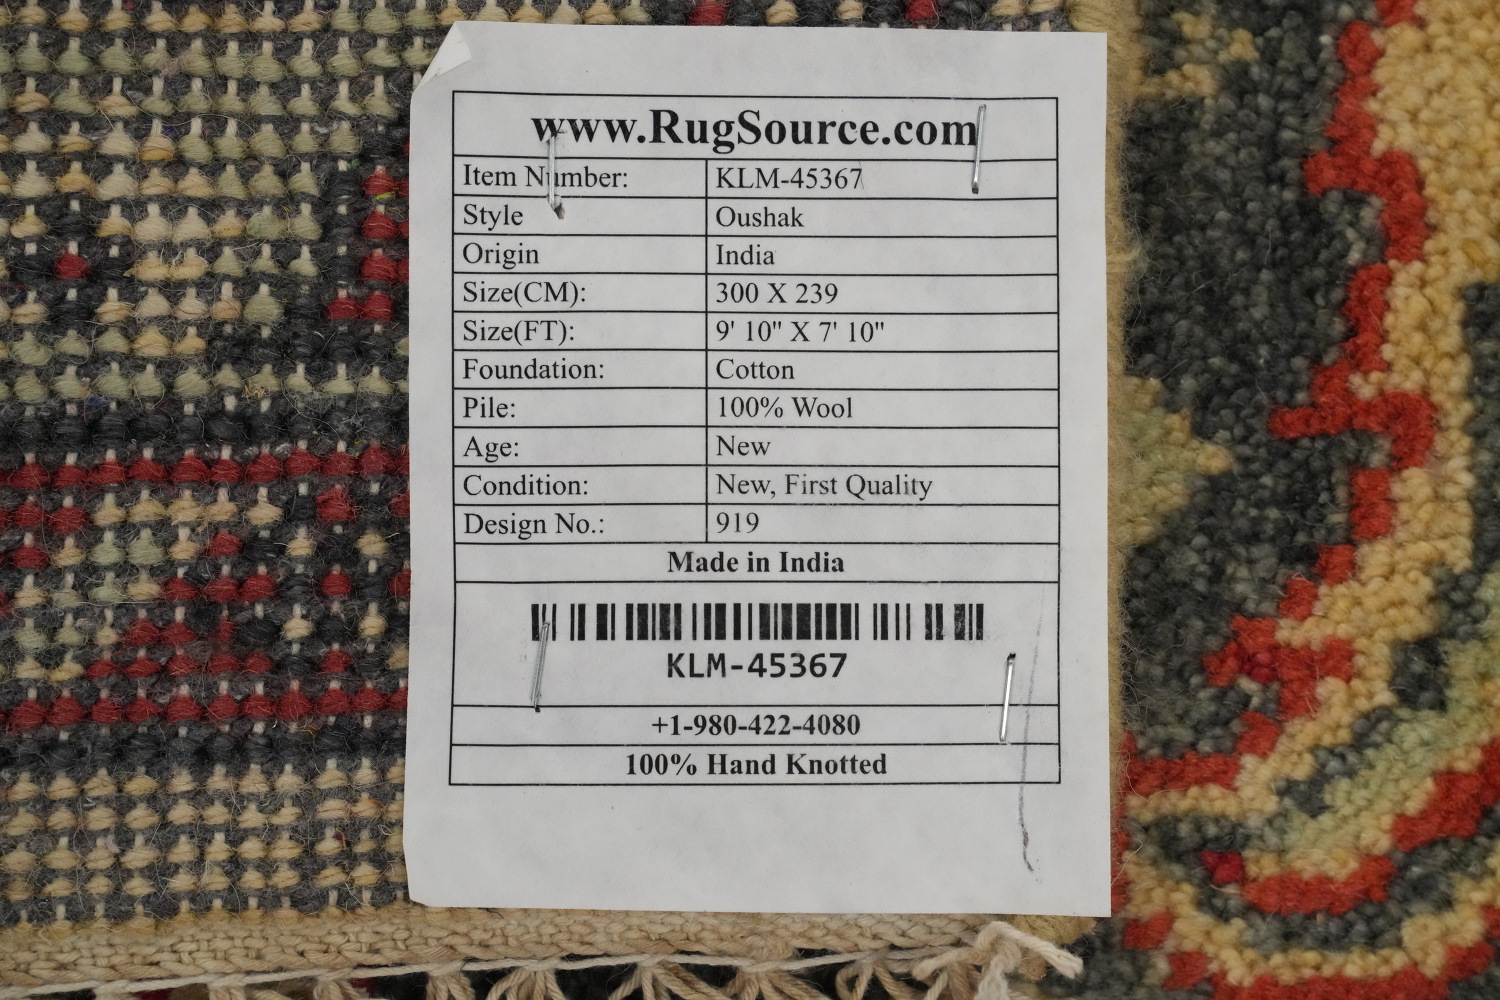 www.RugSource.com
Item Number: KLM-45367
Style Oushak
Origin India
Size(CM): 300 X 239
Size(FT): 9' 10" X 7' 10"
Foundation: Cotton
Pile: 100% Wool
Age: New
Condition: New, First Quality
Design No.: 919
Made in India
KLM-45367
+1-980-422-4080
100% Hand Knotted